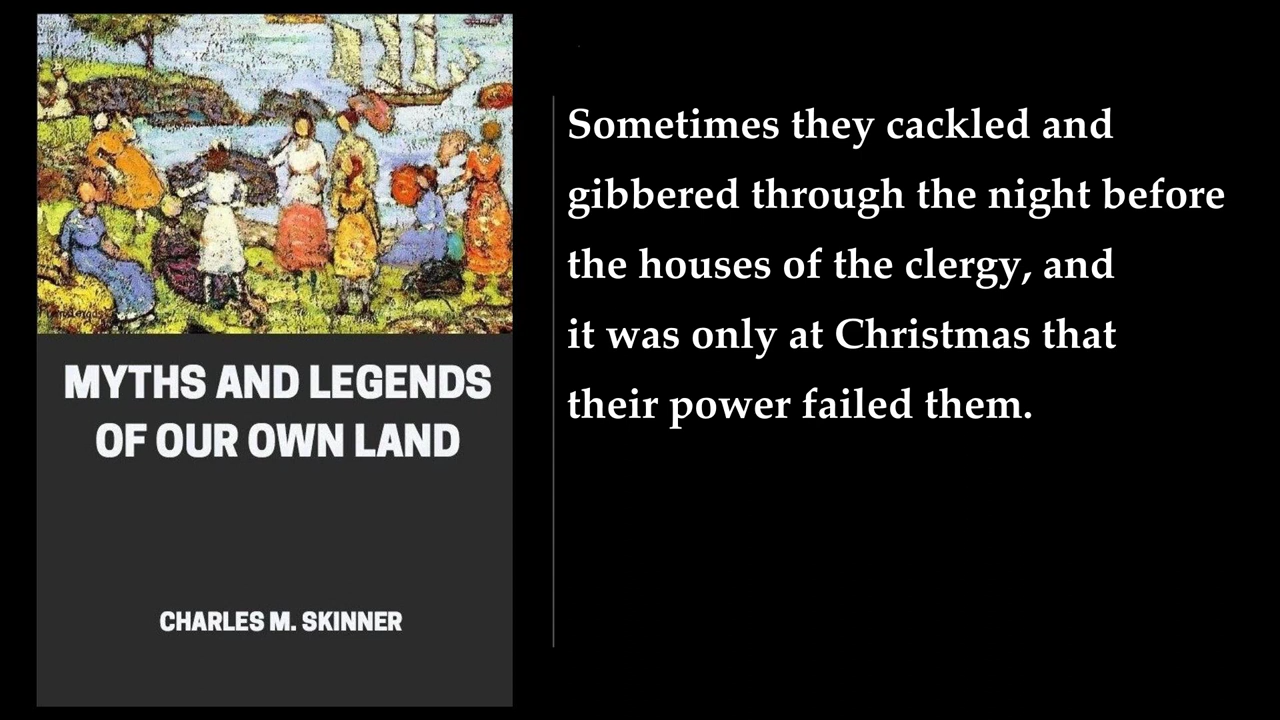 MYTHS AND LEGENDS
OF OUR OWN LAND
CHARLES M. SKINNER
Sometimes they cackled and
gibbered through the night before
the houses of the clergy, and
it was only at Christmas that
their power failed them.